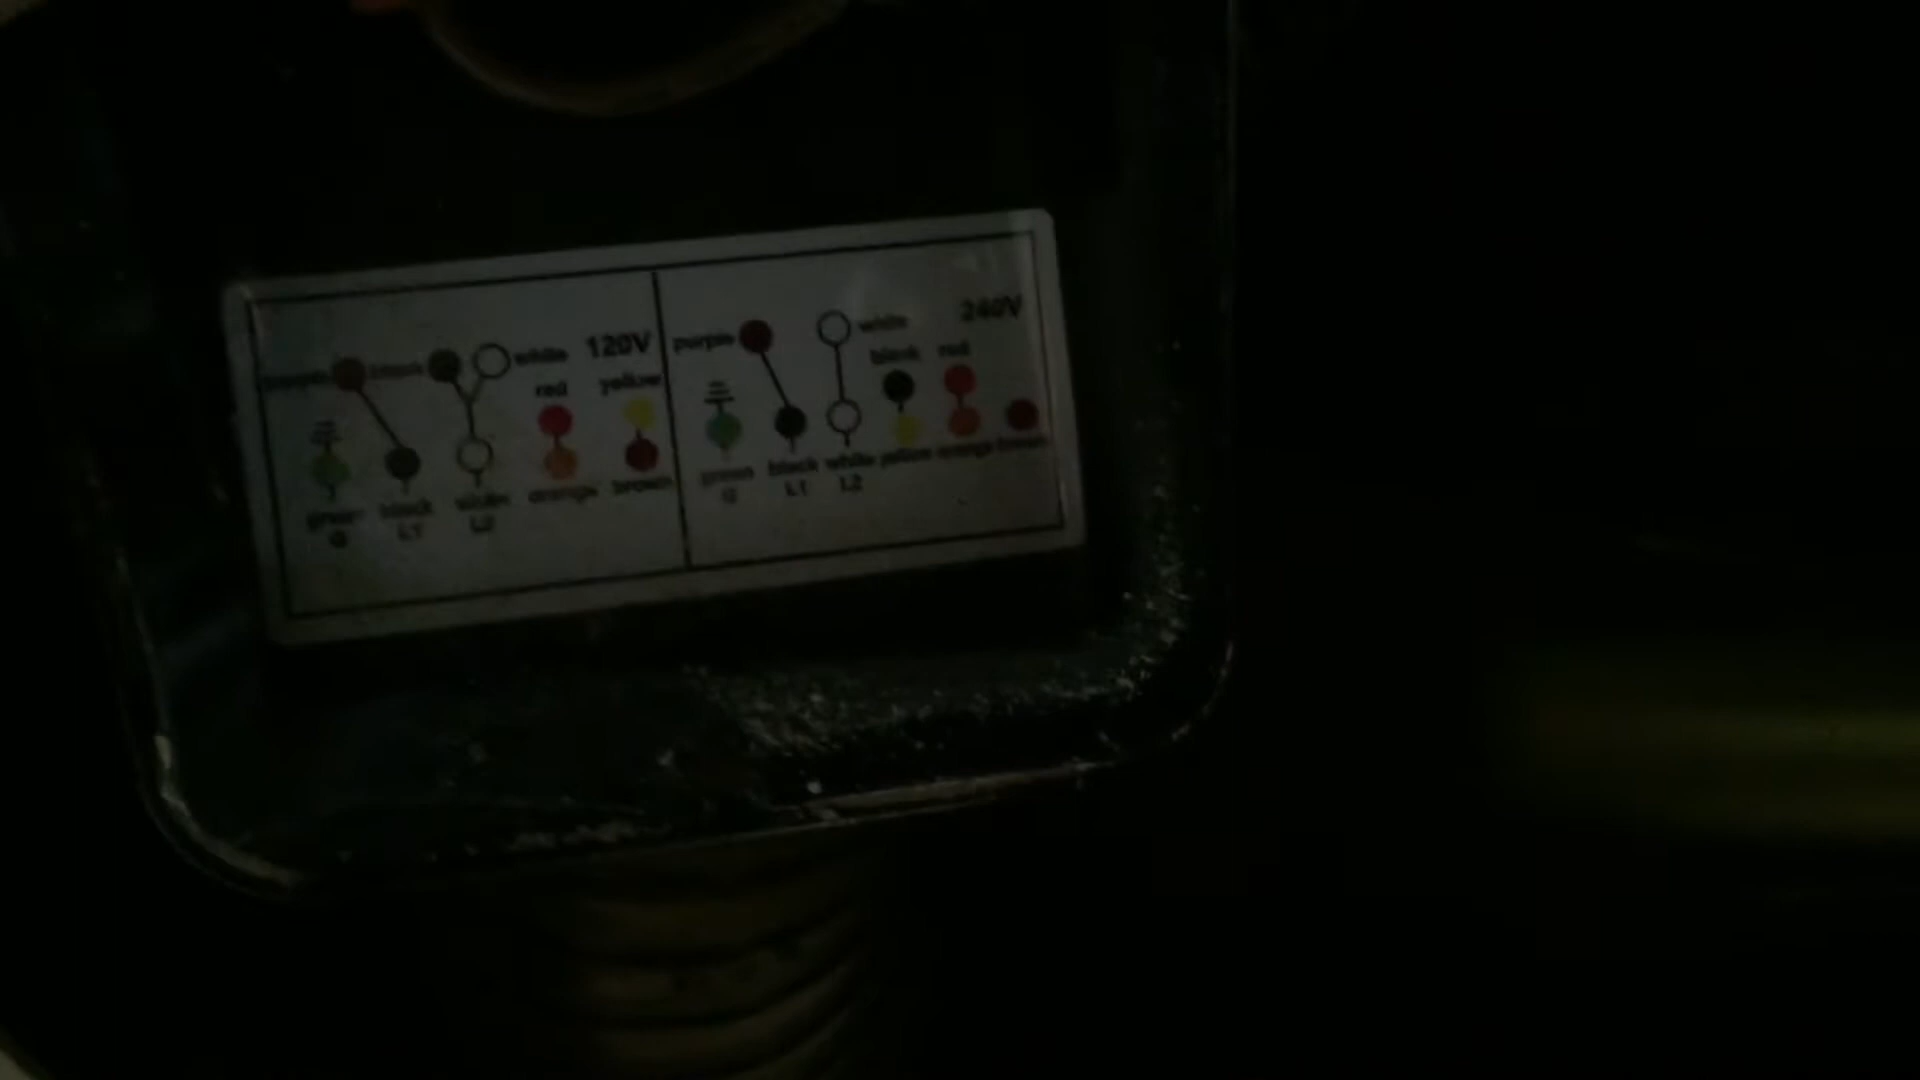 purple black white 120V
red yellow
orange brown
green black white
G L1 L2
purple white 240V
black red
green black white yellow orange brown
G L1 L2